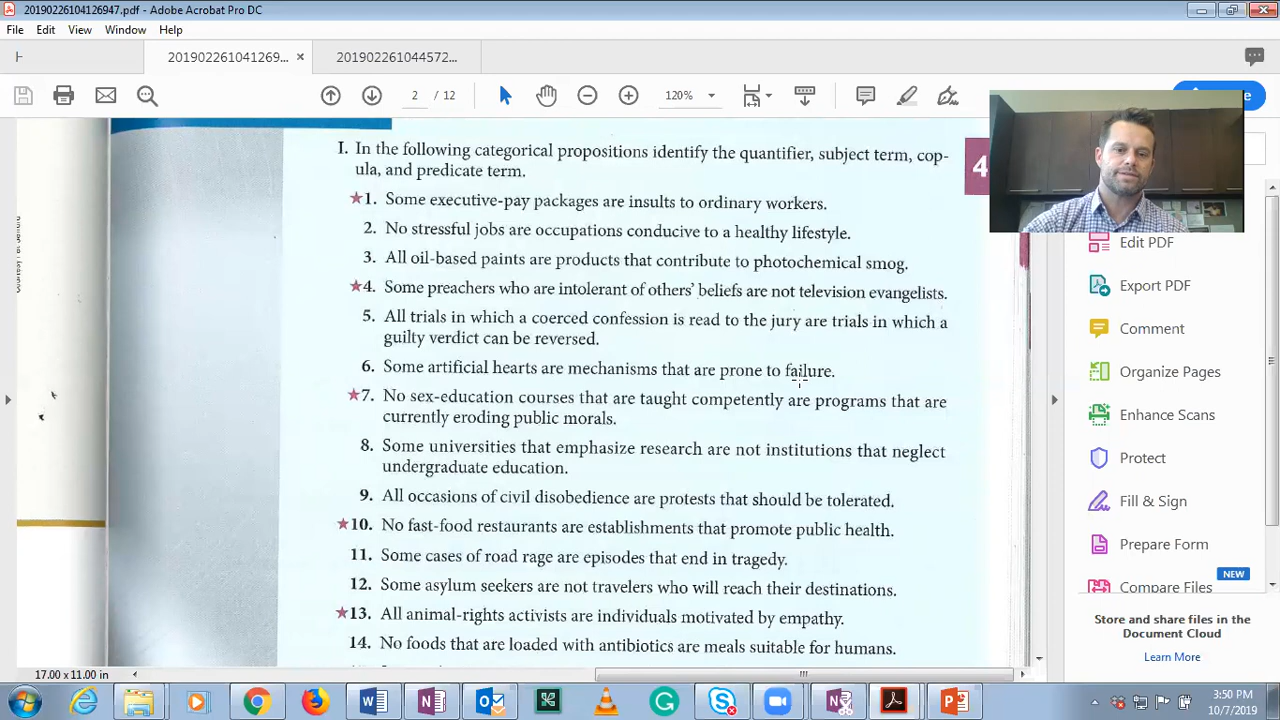 20190226104126947.pdf - Adobe Acrobat Pro DC
File Edit View Window Help
201902261041269... × 201902261044572...
2 / 12 120%
I. In the following categorical propositions identify the quantifier, subject term, cop-
ula, and predicate term.
4
★1. Some executive-pay packages are insults to ordinary workers.
2. No stressful jobs are occupations conducive to a healthy lifestyle.
3. All oil-based paints are products that contribute to photochemical smog.
★4. Some preachers who are intolerant of others' beliefs are not television evangelists.
5. All trials in which a coerced confession is read to the jury are trials in which a
guilty verdict can be reversed.
6. Some artificial hearts are mechanisms that are prone to failure.
★7. No sex-education courses that are taught competently are programs that are
currently eroding public morals.
8. Some universities that emphasize research are not institutions that neglect
undergraduate education.
9. All occasions of civil disobedience are protests that should be tolerated.
★10. No fast-food restaurants are establishments that promote public health.
11. Some cases of road rage are episodes that end in tragedy.
12. Some asylum seekers are not travelers who will reach their destinations.
★13. All animal-rights activists are individuals motivated by empathy.
14. No foods that are loaded with antibiotics are meals suitable for humans.
Edit PDF
Export PDF
Comment
Organize Pages
Enhance Scans
Protect
Fill & Sign
Prepare Form
NEW
Compare Files
Store and share files in the
Document Cloud
Learn More
17.00 x 11.00 in
3:50 PM
10/7/2019